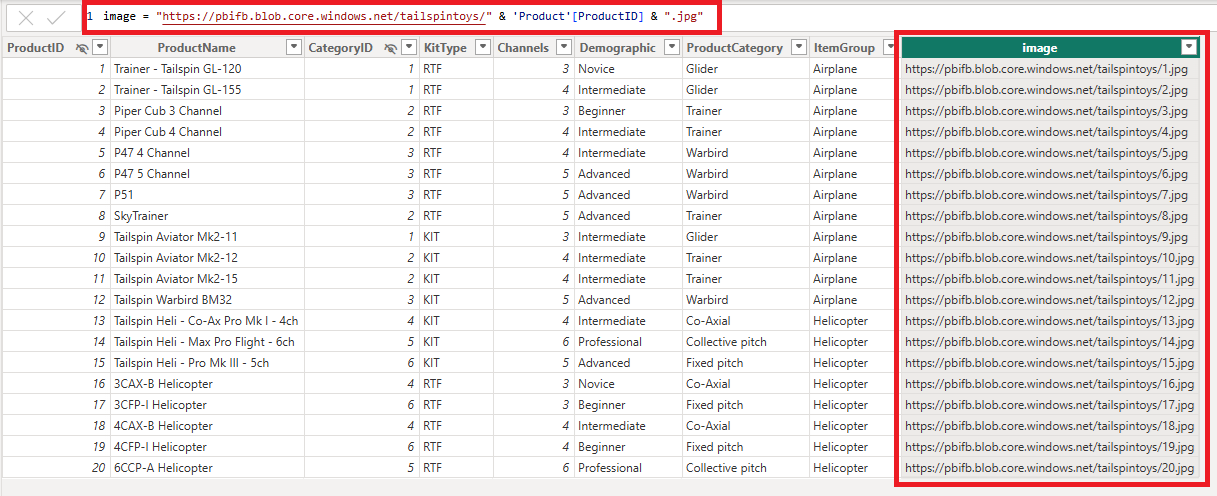 1 image = "https://pbifb.blob.core.windows.net/tailspintoys/" & 'Product'[ProductID] & ".jpg"
ProductID ProductName CategoryID KitType Channels Demographic ProductCategory ItemGroup image
1 Trainer - Tailspin GL-120 1 RTF 3 Novice Glider Airplane https://pbifb.blob.core.windows.net/tailspintoys/1.jpg
2 Trainer - Tailspin GL-155 1 RTF 4 Intermediate Glider Airplane https://pbifb.blob.core.windows.net/tailspintoys/2.jpg
3 Piper Cub 3 Channel 2 RTF 3 Beginner Trainer Airplane https://pbifb.blob.core.windows.net/tailspintoys/3.jpg
4 Piper Cub 4 Channel 2 RTF 4 Intermediate Trainer Airplane https://pbifb.blob.core.windows.net/tailspintoys/4.jpg
5 P47 4 Channel 3 RTF 4 Intermediate Warbird Airplane https://pbifb.blob.core.windows.net/tailspintoys/5.jpg
6 P47 5 Channel 3 RTF 5 Advanced Warbird Airplane https://pbifb.blob.core.windows.net/tailspintoys/6.jpg
7 P51 3 RTF 5 Advanced Warbird Airplane https://pbifb.blob.core.windows.net/tailspintoys/7.jpg
8 SkyTrainer 2 RTF 5 Advanced Trainer Airplane https://pbifb.blob.core.windows.net/tailspintoys/8.jpg
9 Tailspin Aviator Mk2-11 1 KIT 3 Intermediate Glider Airplane https://pbifb.blob.core.windows.net/tailspintoys/9.jpg
10 Tailspin Aviator Mk2-12 2 KIT 4 Intermediate Trainer Airplane https://pbifb.blob.core.windows.net/tailspintoys/10.jpg
11 Tailspin Aviator Mk2-15 2 KIT 4 Intermediate Trainer Airplane https://pbifb.blob.core.windows.net/tailspintoys/11.jpg
12 Tailspin Warbird BM32 3 KIT 5 Advanced Warbird Airplane https://pbifb.blob.core.windows.net/tailspintoys/12.jpg
13 Tailspin Heli - Co-Ax Pro Mk I - 4ch 4 KIT 4 Intermediate Co-Axial Helicopter https://pbifb.blob.core.windows.net/tailspintoys/13.jpg
14 Tailspin Heli - Max Pro Flight - 6ch 5 KIT 6 Professional Collective pitch Helicopter https://pbifb.blob.core.windows.net/tailspintoys/14.jpg
15 Tailspin Heli - Pro Mk III - 5ch 6 KIT 5 Advanced Fixed pitch Helicopter https://pbifb.blob.core.windows.net/tailspintoys/15.jpg
16 3CAX-B Helicopter 4 RTF 3 Novice Co-Axial Helicopter https://pbifb.blob.core.windows.net/tailspintoys/16.jpg
17 3CFP-I Helicopter 6 RTF 3 Beginner Fixed pitch Helicopter https://pbifb.blob.core.windows.net/tailspintoys/17.jpg
18 4CAX-B Helicopter 4 RTF 4 Intermediate Co-Axial Helicopter https://pbifb.blob.core.windows.net/tailspintoys/18.jpg
19 4CFP-I Helicopter 6 RTF 4 Beginner Fixed pitch Helicopter https://pbifb.blob.core.windows.net/tailspintoys/19.jpg
20 6CCP-A Helicopter 5 RTF 6 Professional Collective pitch Helicopter https://pbifb.blob.core.windows.net/tailspintoys/20.jpg